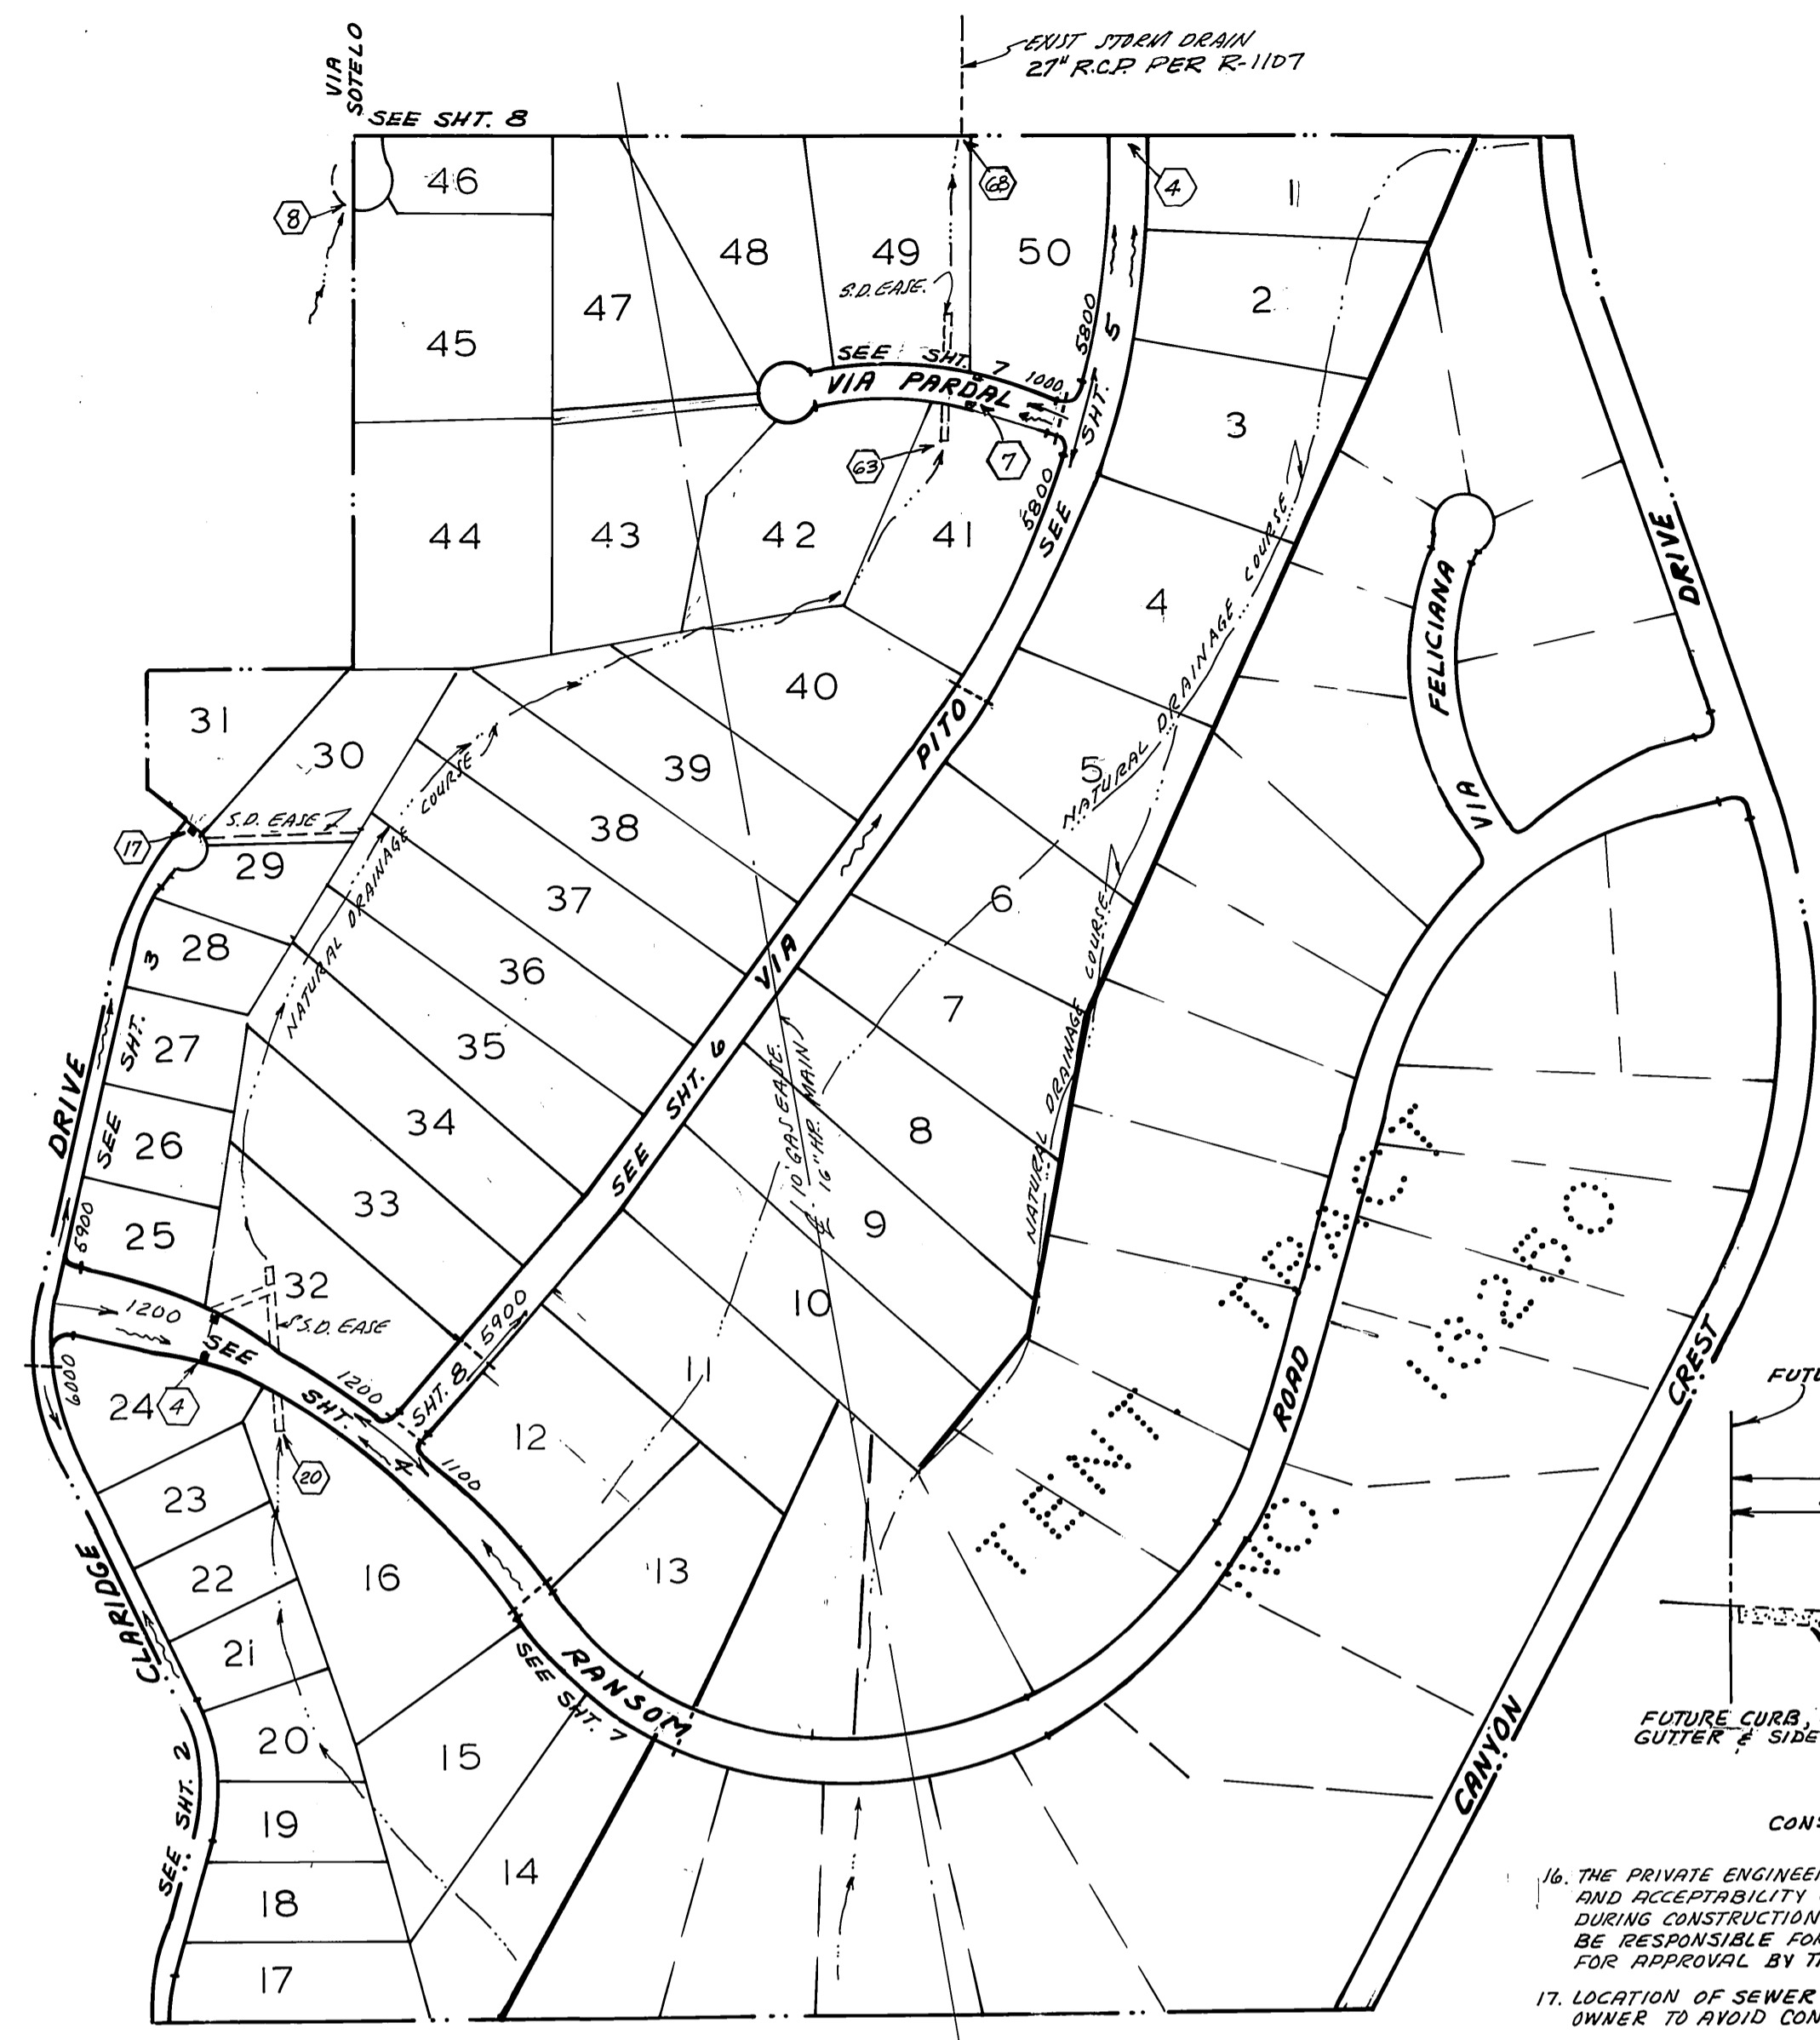 VIA
SOTELO
SEE SHT. 8
EXIST STORM DRAIN
27" R.C.P. PER R-1107
46
8
68
4
1
48
49
50
S.D. EASE.
47
45
2
5800
SEE SHT. 5
SEE SHT. 7
1000
VIA PARDAL
3
63
7
5800
44
43
42
41
4
NATURAL DRAINAGE COURSE
VIA FELICIANA
DRIVE
31
30
40
39
38
37
36
35
34
33
NATURAL DRAINAGE COURSE
S.D. EASE
17
29
28
27
26
25
VIA PITO
5
6
7
8
9
10
NATURAL DRAINAGE COURSE
DRIVE
SEE SHT. 3
5900
SEE SHT. 6
℄ 10' GAS EASE.
16" HP. MAIN
32
S.D. EASE
1200
SEE SHT. 4
1200
SHT. 8
5900
1100
6000
24
4
20
11
12
13
23
22
21
20
19
18
17
16
15
14
CLARIDGE
SEE SHT. 2
RANSOM
SEE SHT. 7
ROAD
TENT. TRACT
NO. 18250
CANYON CREST
FUTURE CURB,
GUTTER & SIDE
16. THE PRIVATE ENGINEE
AND ACCEPTABILITY
DURING CONSTRUCTION
BE RESPONSIBLE FO
FOR APPROVAL BY T
17. LOCATION OF SEWER
OWNER TO AVOID CON